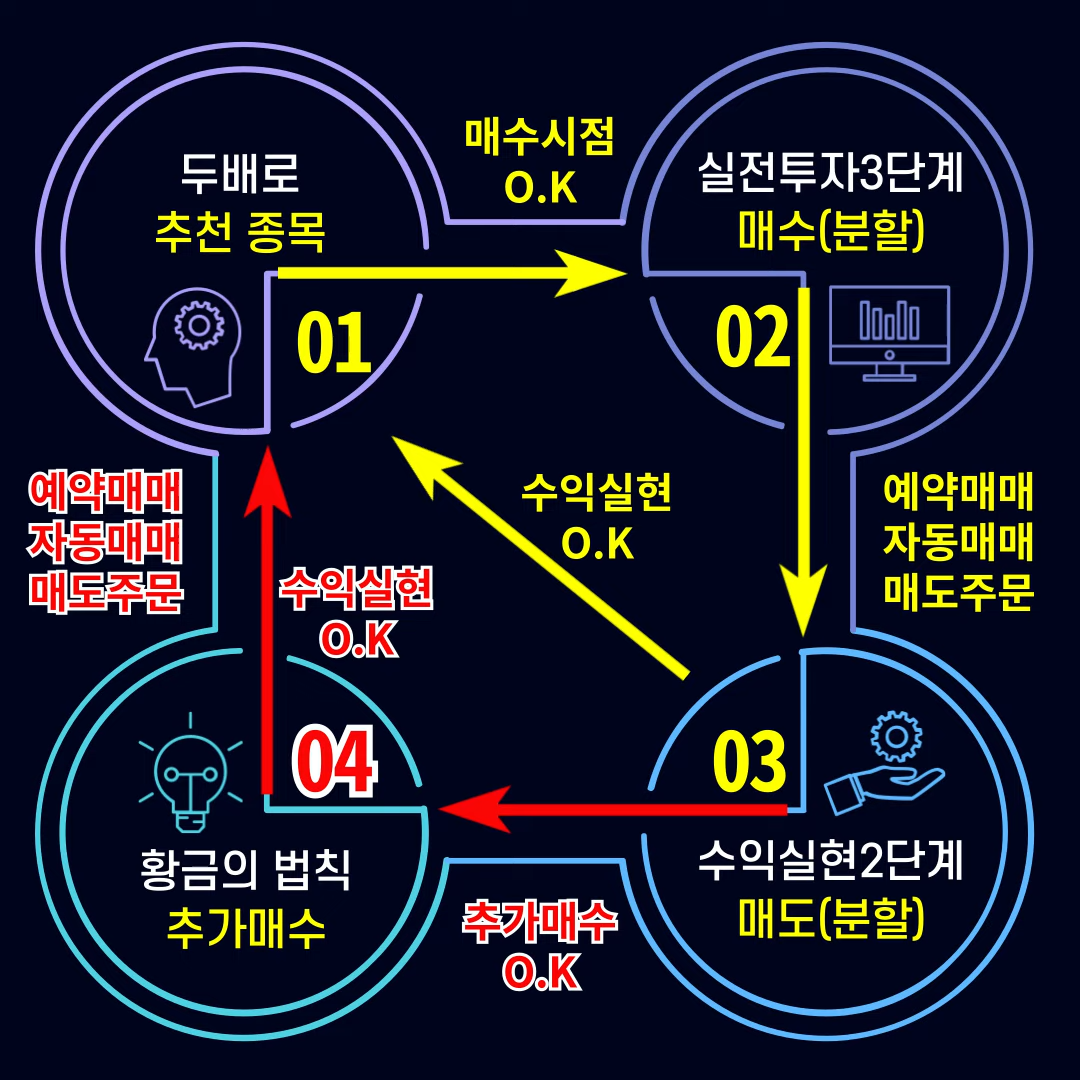 두배로
추천 종목
01
매수시점
O.K
실전투자3단계
매수(분할)
02
예약매매
자동매매
매도주문
수익실현
O.K
수익실현
O.K
예약매매
자동매매
매도주문
04
황금의 법칙
추가매수
추가매수
O.K
03
수익실현2단계
매도(분할)